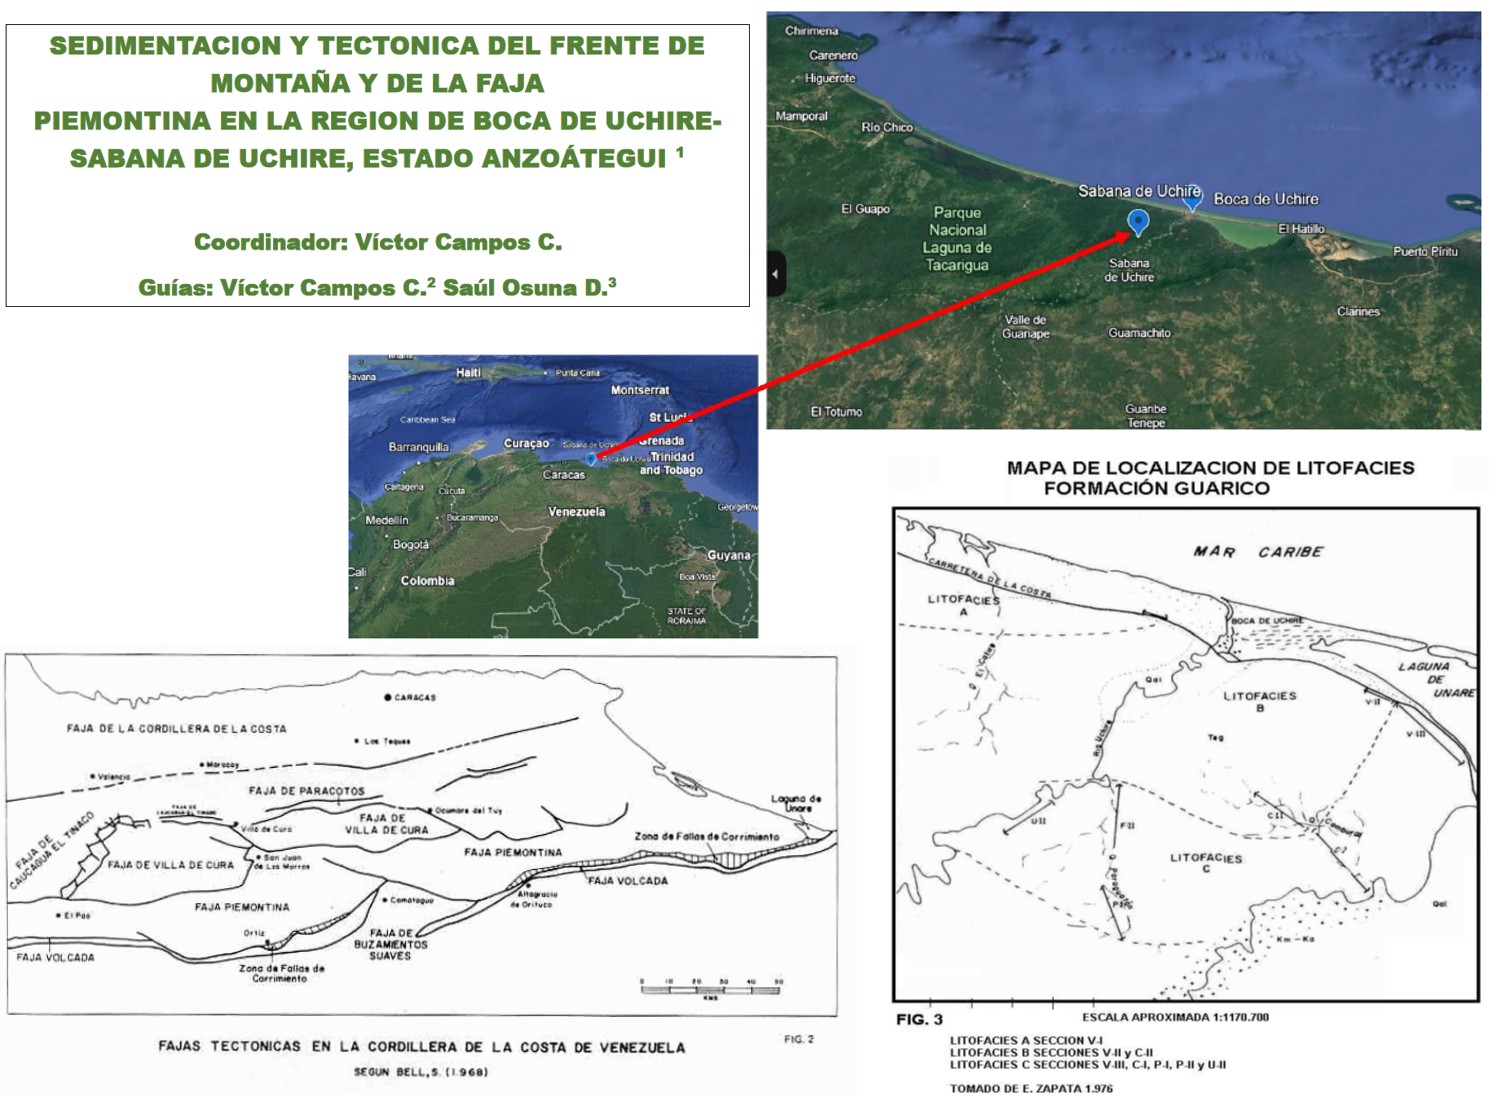 SEDIMENTACION Y TECTONICA DEL FRENTE DE
MONTAÑA Y DE LA FAJA
PIEMONTINA EN LA REGION DE BOCA DE UCHIRE-
SABANA DE UCHIRE, ESTADO ANZOÁTEGUI ¹
Coordinador: Víctor Campos C.
Guías: Víctor Campos C.² Saúl Osuna D.³
Chirimena
Carenero
Higuerote
Mamporal
Río Chico
Sabana de Uchire
Boca de Uchire
El Guapo
Parque
Nacional
Laguna de
Tacarigua
El Hatillo
Puerto Píritu
Sabana
de Uchire
Clarines
Valle de
Guanape
Guamachito
El Totumo
Guaribe
Tenepe
Haiti
Punta Cana
Montserrat
Caribbean Sea
St Lucia
Barranquilla
Curaçao
Grenada
Trinidad
and Tobago
Caracas
Cartagena
Cúcuta
Medellín
Bucaramanga
Venezuela
Georgetow
Bogotá
Guyana
Cali
Colombia
Boa Vista
STATE OF
RORAIMA
MAPA DE LOCALIZACION DE LITOFACIES
FORMACIÓN GUARICO
MAR CARIBE
CARRETERA DE LA COSTA
LITOFACIES
A
BOCA DE UCHIRE
LAGUNA
DE
UNARE
Qal
LITOFACIES
B
V-II
V-III
Río Uchire
Teg
U-II
P-II
C-II
LITOFACIES
C
Qal
Km-Ka
FIG. 3
ESCALA APROXIMADA 1:1170.700
LITOFACIES A SECCION V-I
LITOFACIES B SECCIONES V-II y C-II
LITOFACIES C SECCIONES V-III, C-I, P-I, P-II y U-II
TOMADO DE E. ZAPATA 1.976
CARACAS
FAJA DE LA CORDILLERA DE LA COSTA
Los Teques
Maracay
Valencia
FAJA DE PARACOTOS
Ocumare del Tuy
Laguna de
Unare
FAJA DE
CAUCAGUA EL TINACO
Villa de Cura
FAJA DE
VILLA DE CURA
Zona de Fallas de Corrimiento
FAJA DE VILLA DE CURA
San Juan
de Los Morros
FAJA PIEMONTINA
FAJA VOLCADA
Altagracia
de Orituco
El Pao
FAJA PIEMONTINA
Camatagua
Ortiz
FAJA DE
BUZAMIENTOS
SUAVES
FAJA VOLCADA
Zona de Fallas de
Corrimiento
0 10 20 30 40 50
KMS
FIG. 2
FAJAS TECTONICAS EN LA CORDILLERA DE LA COSTA DE VENEZUELA
SEGUN BELL, S. (1.968)